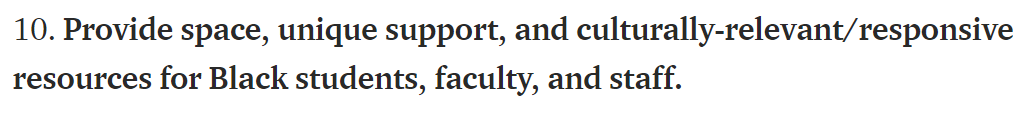 10. Provide space, unique support, and culturally-relevant/responsive
resources for Black students, faculty, and staff.